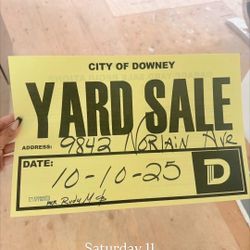 CITY OF DOWNEY
YARD SALE
ADDRESS: 9842 Norlain Ave
DATE: 10-10-25 D
Saturday 11